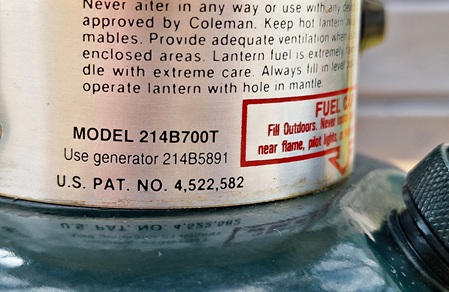 Never alter in any way or use with any
approved by Coleman. Keep hot lantern
mables. Provide adequate ventilation when
enclosed areas. Lantern fuel is extremely
dle with extreme care. Always fill in level
operate lantern with hole in mantle.
FUEL
Fill Outdoors. Never
near flame, pilot lights,
MODEL 214B700T
Use generator 214B5891
U.S. PAT. NO. 4,522,582